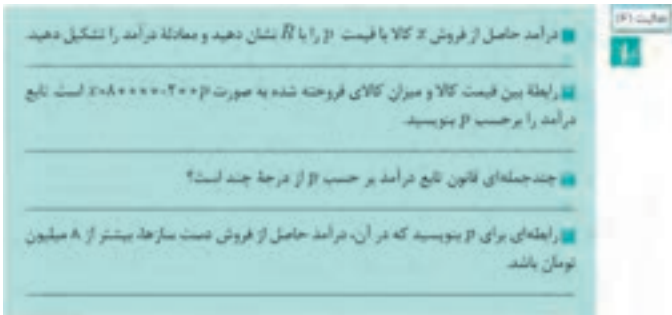 فعالیت (۴)
درآمد حاصل از فروش x کالا با قیمت p را با R نشان دهید و معادلهٔ درآمد را تشکیل دهید.
رابطهٔ بین قیمت کالا و میزان کالای فروخته شده به صورت x=۸۰۰۰۰-۲۰۰p است. تابع
درآمد را برحسب p بنویسید.
چندجمله‌ای قانون تابع درآمد بر حسب p از درجهٔ چند است؟
رابطه‌ای برای p بنویسید که در آن، درآمد حاصل از فروش دست سازها، بیشتر از ۸ میلیون
تومان باشد.